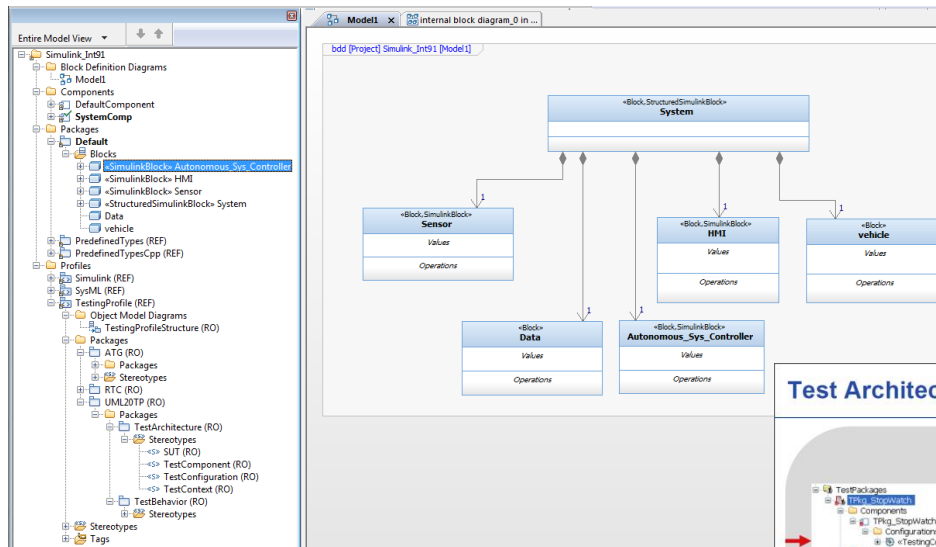 Entire Model View
Simulink_Int91
Block Definition Diagrams
Model1
Components
DefaultComponent
SystemComp
Packages
Default
Blocks
«SimulinkBlock» Autonomous_Sys_Controller
«SimulinkBlock» HMI
«SimulinkBlock» Sensor
«StructuredSimulinkBlock» System
Data
vehicle
PredefinedTypes (REF)
PredefinedTypesCpp (REF)
Profiles
Simulink (REF)
SysML (REF)
TestingProfile (REF)
Object Model Diagrams
TestingProfileStructure (RO)
Packages
ATG (RO)
Packages
Stereotypes
RTC (RO)
UML20TP (RO)
Packages
TestArchitecture (RO)
Stereotypes
SUT (RO)
TestComponent (RO)
TestConfiguration (RO)
TestContext (RO)
TestBehavior (RO)
Stereotypes
Stereotypes
Tags
Model1 internal block diagram_0 in ...
bdd [Project] Simulink_Int91 [Model1]
«Block,StructuredSimulinkBlock»
System
1
1
1
1
1
«Block,SimulinkBlock»
Sensor
Values
Operations
«Block,SimulinkBlock»
HMI
Values
Operations
«Block»
vehicle
Values
Operations
«Block»
Data
Values
Operations
«Block,SimulinkBlock»
Autonomous_Sys_Controller
Values
Operations
Test Architec
TestPackages
TPkg_StopWatch
Components
TPkg_StopWatch
Configuration
«TestingCo